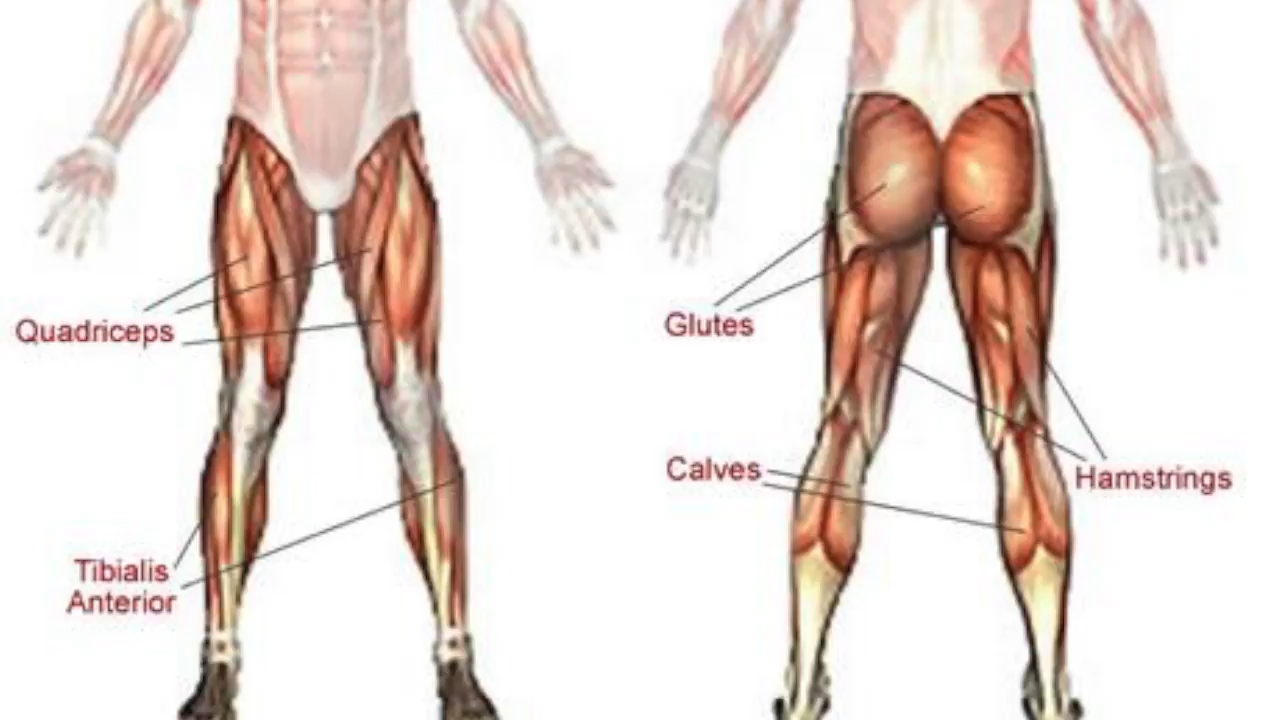 Quadriceps
Tibialis
Anterior
Glutes
Calves
Hamstrings